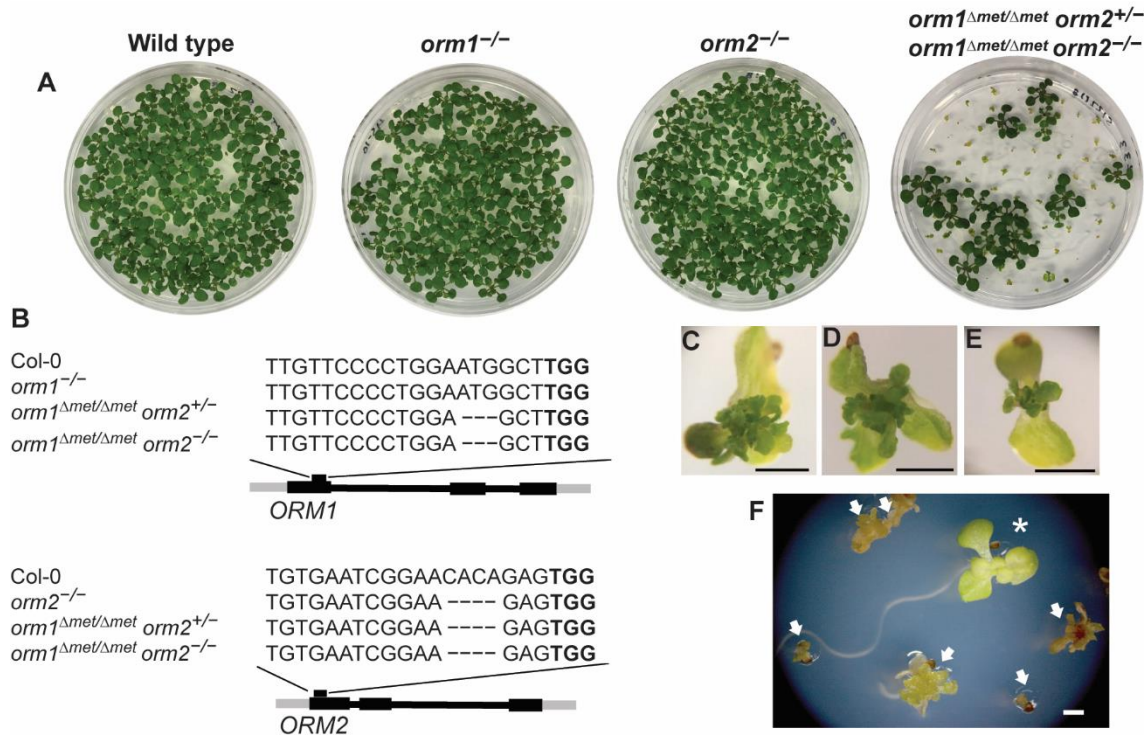 Wild type
orm1−/−
orm2−/−
orm1Δmet/Δmet orm2+/−
orm1Δmet/Δmet orm2−/−
A
B
Col-0 TTGTTCCCCTGGAATGGCTTTGG
orm1−/− TTGTTCCCCTGGAATGGCTTTGG
orm1Δmet/Δmet orm2+/− TTGTTCCCCTGGA ---GCTTGG
orm1Δmet/Δmet orm2−/− TTGTTCCCCTGGA ---GCTTGG
ORM1
Col-0 TGTGAATCGGAACACAGAGTGG
orm2−/− TGTGAATCGGAA ----GAGTGG
orm1Δmet/Δmet orm2+/− TGTGAATCGGAA ----GAGTGG
orm1Δmet/Δmet orm2−/− TGTGAATCGGAA ----GAGTGG
ORM2
C
D
E
F
*